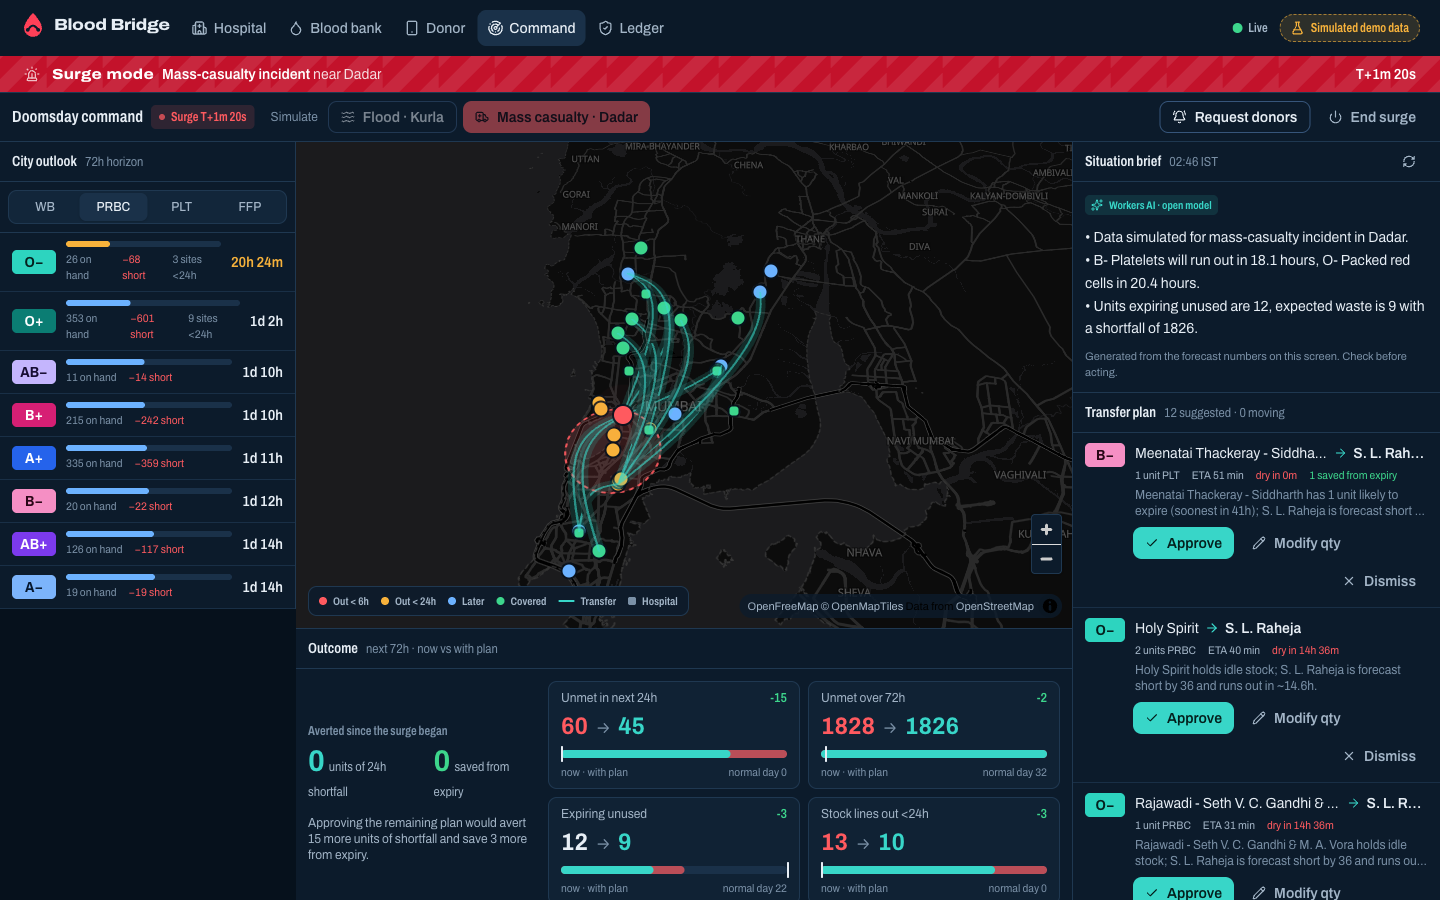 Blood Bridge
Hospital
Blood bank
Donor
Command
Ledger
Live
Simulated demo data
Surge mode Mass-casualty incident near Dadar
T+1m 20s
Doomsday command
Surge T+1m 20s
Simulate
Flood · Kurla
Mass casualty · Dadar
Request donors
End surge
City outlook 72h horizon
WB PRBC PLT FFP
O−
26 on hand
−68 short
3 sites <24h
20h 24m
O+
353 on hand
−601 short
9 sites <24h
1d 2h
AB−
11 on hand −14 short
1d 10h
B+
215 on hand −242 short
1d 10h
A+
335 on hand −359 short
1d 11h
B−
20 on hand −22 short
1d 12h
AB+
126 on hand −117 short
1d 14h
A−
19 on hand −19 short
1d 14h
MIRA-BHAYANDER
KHARBAO
UTTAN
CHENA
GORAI
VAL
MANKOLI
KALYAN-DOMBIVLI
SURAI
MANORI
THANE
DIVA
MUMBAI
NAVI MUMBAI
VAGHIVALI
NHAVA
SHEVA
+
−
Out < 6h
Out < 24h
Later
Covered
Transfer
Hospital
OpenFreeMap © OpenMapTiles Data from OpenStreetMap
Outcome next 72h · now vs with plan
Averted since the surge began
0 units of 24h
shortfall
0 saved from
expiry
Approving the remaining plan would avert
15 more units of shortfall and save 3 more
from expiry.
Unmet in next 24h -15
60 → 45
now · with plan normal day 0
Unmet over 72h -2
1828 → 1826
now · with plan normal day 32
Expiring unused -3
12 → 9
now · with plan normal day 22
Stock lines out <24h -3
13 → 10
now · with plan normal day 0
Situation brief 02:46 IST
Workers AI · open model
• Data simulated for mass-casualty incident in Dadar.
• B- Platelets will run out in 18.1 hours, O- Packed red
cells in 20.4 hours.
• Units expiring unused are 12, expected waste is 9 with
a shortfall of 1826.
Generated from the forecast numbers on this screen. Check before
acting.
Transfer plan 12 suggested · 0 moving
B−
Meenatai Thackeray - Siddha... → S. L. Rah...
1 unit PLT ETA 51 min dry in 0m 1 saved from expiry
Meenatai Thackeray - Siddharth has 1 unit likely to
expire (soonest in 41h); S. L. Raheja is forecast short ...
Approve
Modify qty
Dismiss
O−
Holy Spirit → S. L. Raheja
2 units PRBC ETA 40 min dry in 14h 36m
Holy Spirit holds idle stock; S. L. Raheja is forecast
short by 36 and runs out in ~14.6h.
Approve
Modify qty
Dismiss
O−
Rajawadi - Seth V. C. Gandhi & ... → S. L. R...
1 unit PRBC ETA 31 min dry in 14h 36m
Rajawadi - Seth V. C. Gandhi & M. A. Vora holds idle
stock; S. L. Raheja is forecast short by 36 and runs ou...
Approve
Modify qty